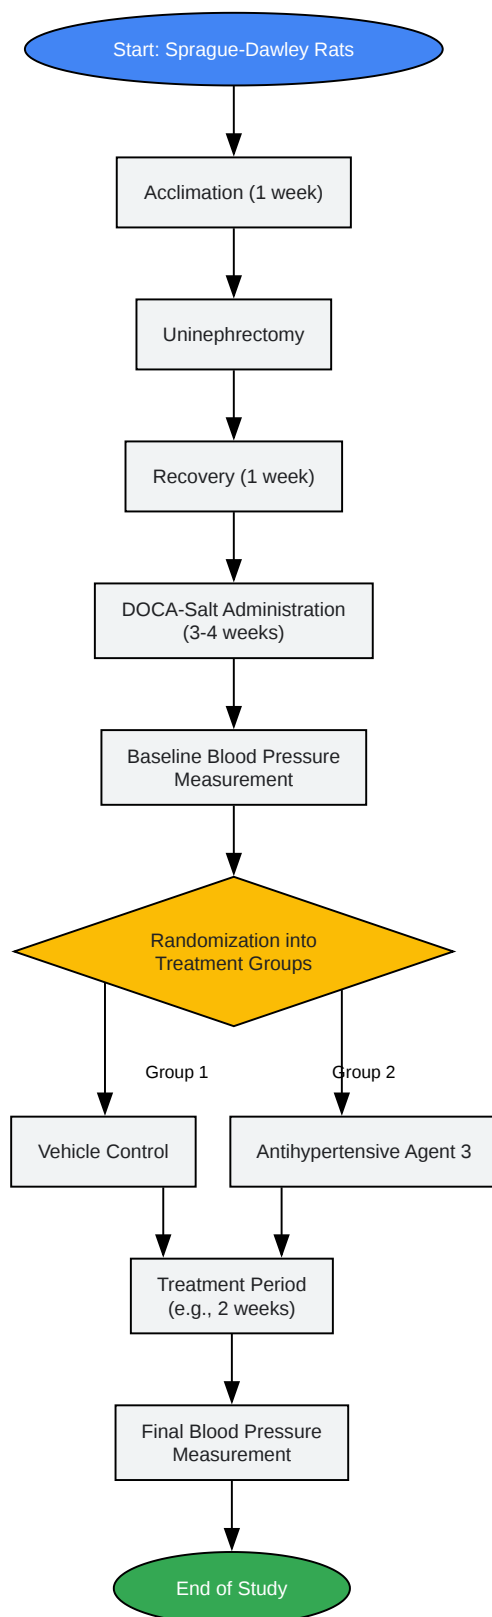 Start: Sprague-Dawley Rats
Acclimation (1 week)
Uninephrectomy
Recovery (1 week)
DOCA-Salt Administration
(3-4 weeks)
Baseline Blood Pressure
Measurement
Randomization into
Treatment Groups
Group 1
Group 2
Vehicle Control
Antihypertensive Agent 3
Treatment Period
(e.g., 2 weeks)
Final Blood Pressure
Measurement
End of Study